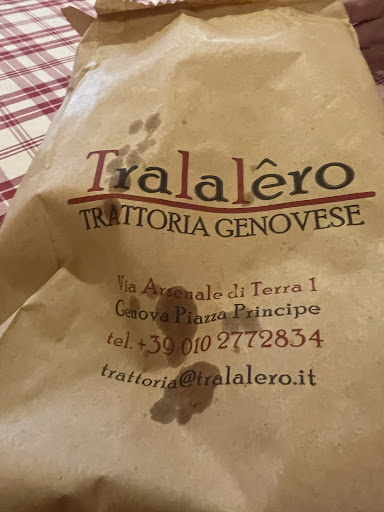 Tralalêro
TRATTORIA GENOVESE
Via Arsenale di Terra 1
Genova Piazza Principe
tel. +39 010 2772834
trattoria@tralalero.it